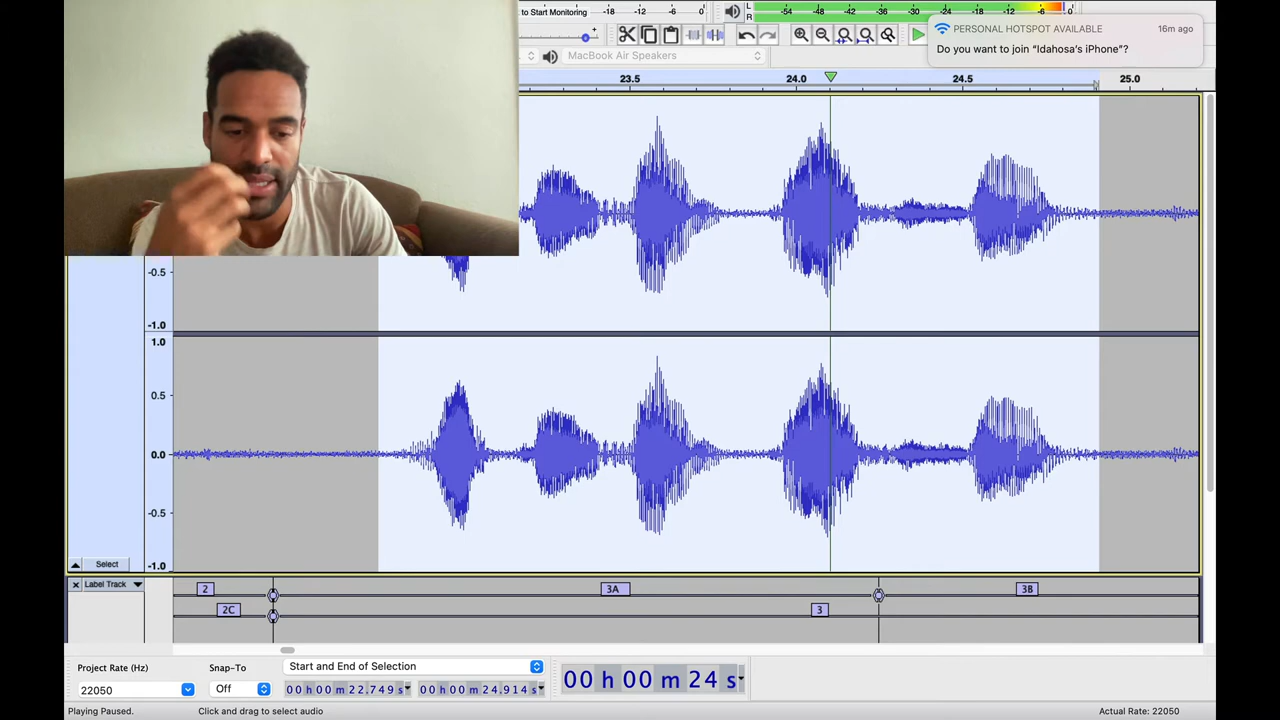 to Start Monitoring
-18
-12
-6
0
L
R
-54
-48
-42
-36
-30
-24
-18
-12
-6
0
PERSONAL HOTSPOT AVAILABLE
16m ago
Do you want to join “Idahosa's iPhone”?
- +
MacBook Air Speakers
23.5
24.0
24.5
25.0
-0.5
-1.0
1.0
0.5
0.0
-0.5
-1.0
Select
× Label Track
2
3A
3B
2C
3
Project Rate (Hz)
Snap-To
Start and End of Selection
22050
Off
00 h 00 m 22.749 s
00 h 00 m 24.914 s
00 h 00 m 24 s
Playing Paused.
Click and drag to select audio
Actual Rate: 22050